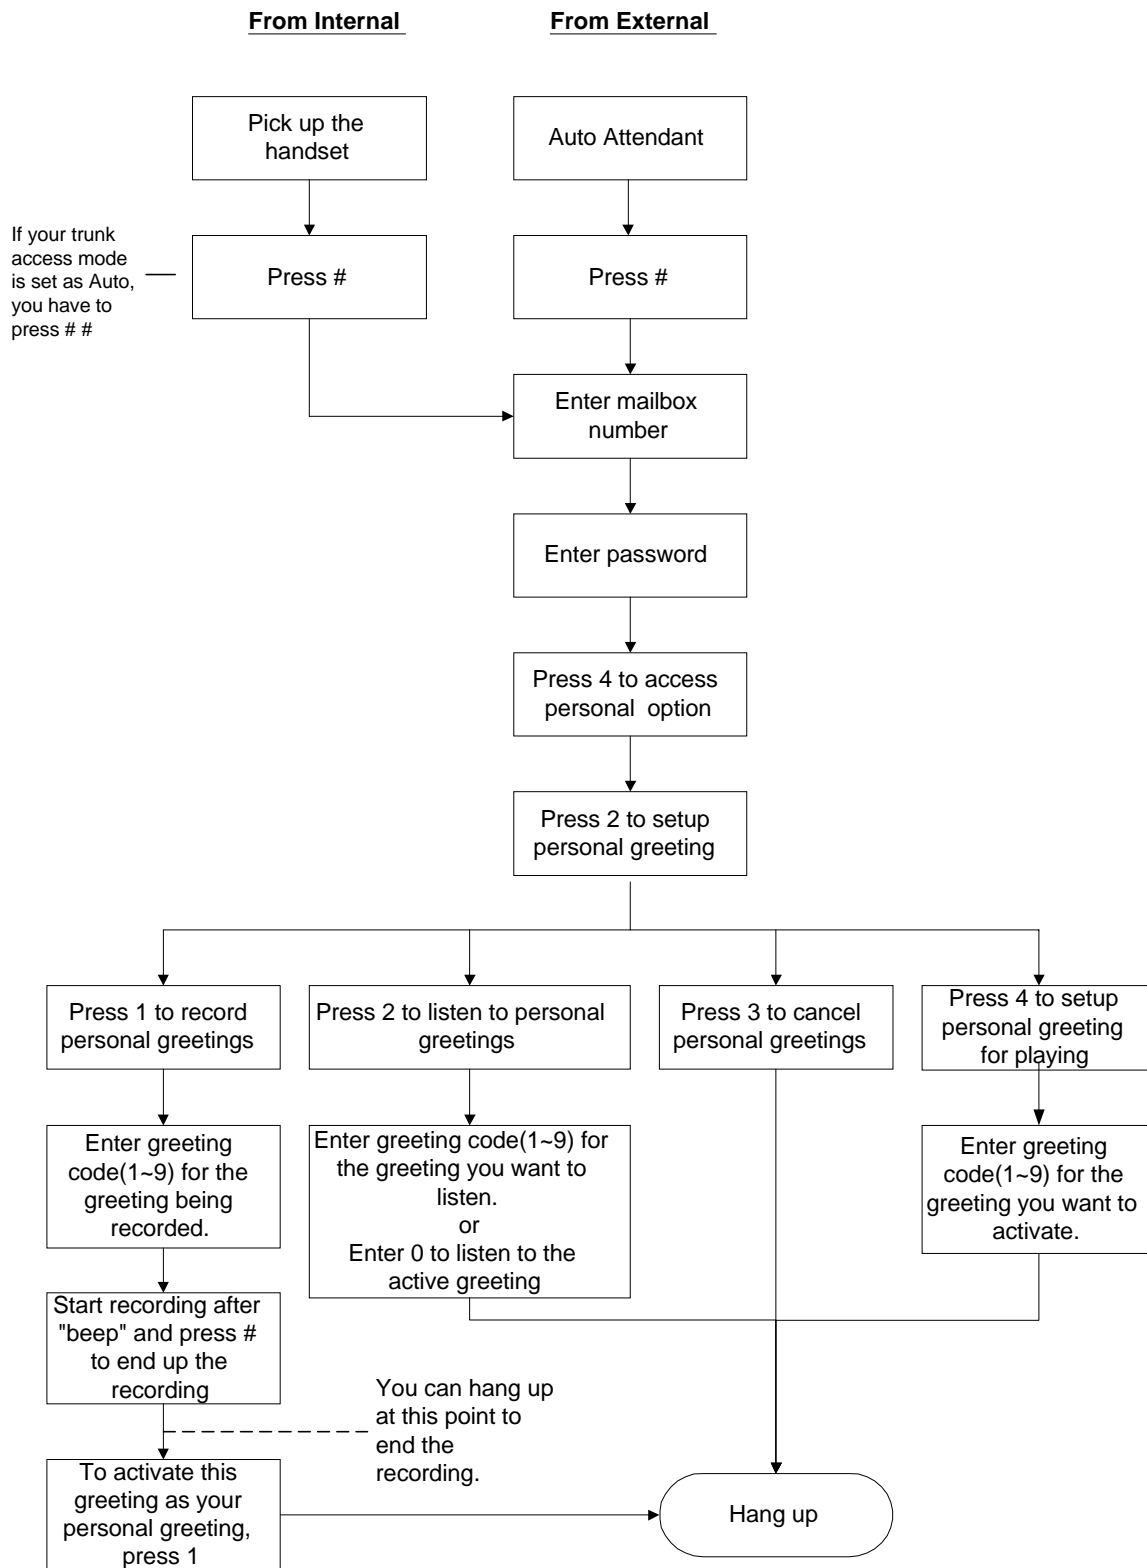 From Internal
From External
Pick up the
handset
Auto Attendant
If your trunk
access mode
is set as Auto,
you have to
press # #
Press #
Press #
Enter mailbox
number
Enter password
Press 4 to access
personal option
Press 2 to setup
personal greeting
Press 1 to record
personal greetings
Press 2 to listen to personal
greetings
Press 3 to cancel
personal greetings
Press 4 to setup
personal greeting
for playing
Enter greeting
code(1~9) for the
greeting being
recorded.
Enter greeting code(1~9) for
the greeting you want to
listen.
or
Enter 0 to listen to the
active greeting
Enter greeting
code(1~9) for the
greeting you want to
activate.
Start recording after
"beep" and press #
to end up the
recording
You can hang up
at this point to
end the
recording.
To activate this
greeting as your
personal greeting,
press 1
Hang up